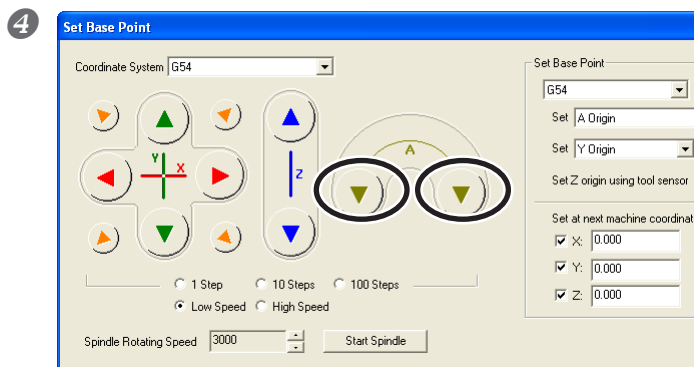 4
Set Base Point
Coordinate System G54
Y
X
Z
A
1 Step 10 Steps 100 Steps
Low Speed High Speed
Spindle Rotating Speed 3000 Start Spindle
Set Base Point
G54
Set A Origin
Set Y Origin
Set Z origin using tool sensor
Set at next machine coordinat
X: 0.000
Y: 0.000
Z: 0.000